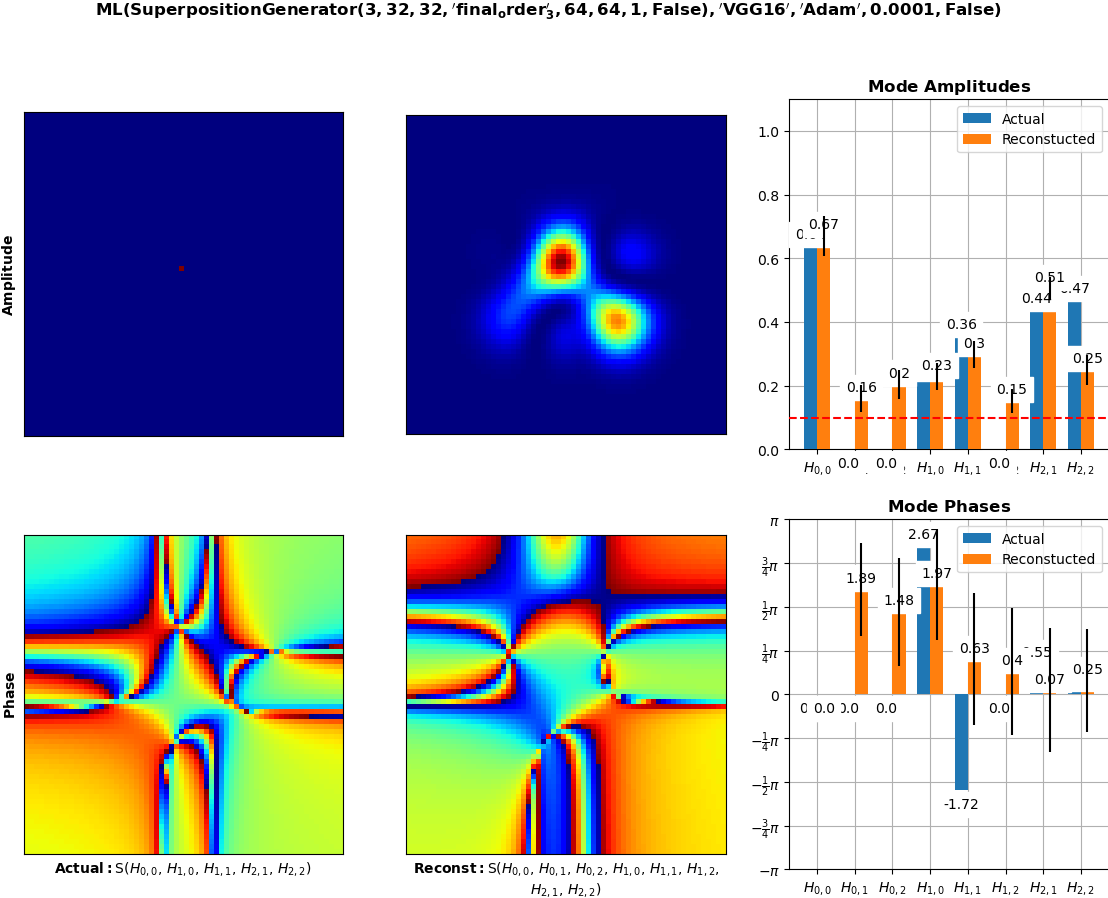 ML(SuperpositionGenerator(3, 32, 32, 'final_order'_3, 64, 64, 1, False), 'VGG16', 'Adam', 0.0001, False)
Amplitude
Mode Amplitudes
Actual
Reconstucted
1.0
0.8
0.6
0.4
0.2
0.0
0.67
0.16
0.2
0.23
0.36
0.3
0.15
0.44
0.51
0.25
0.0
0.0
0.0
H0,0
H1,0
H1,1
H2,1
H2,2
Phase
Actual: S(H0,0, H1,0, H1,1, H2,1, H2,2)
Reconst: S(H0,0, H0,1, H0,2, H1,0, H1,1, H1,2,
H2,1, H2,2)
Mode Phases
Actual
Reconstucted
π
3/4π
1/2π
1/4π
0
-1/4π
-1/2π
-3/4π
-π
1.89
1.48
2.67
1.97
0.63
0.4
0.07
0.25
0.0
0.0
0.0
-1.72
H0,0
H0,1
H0,2
H1,0
H1,1
H1,2
H2,1
H2,2